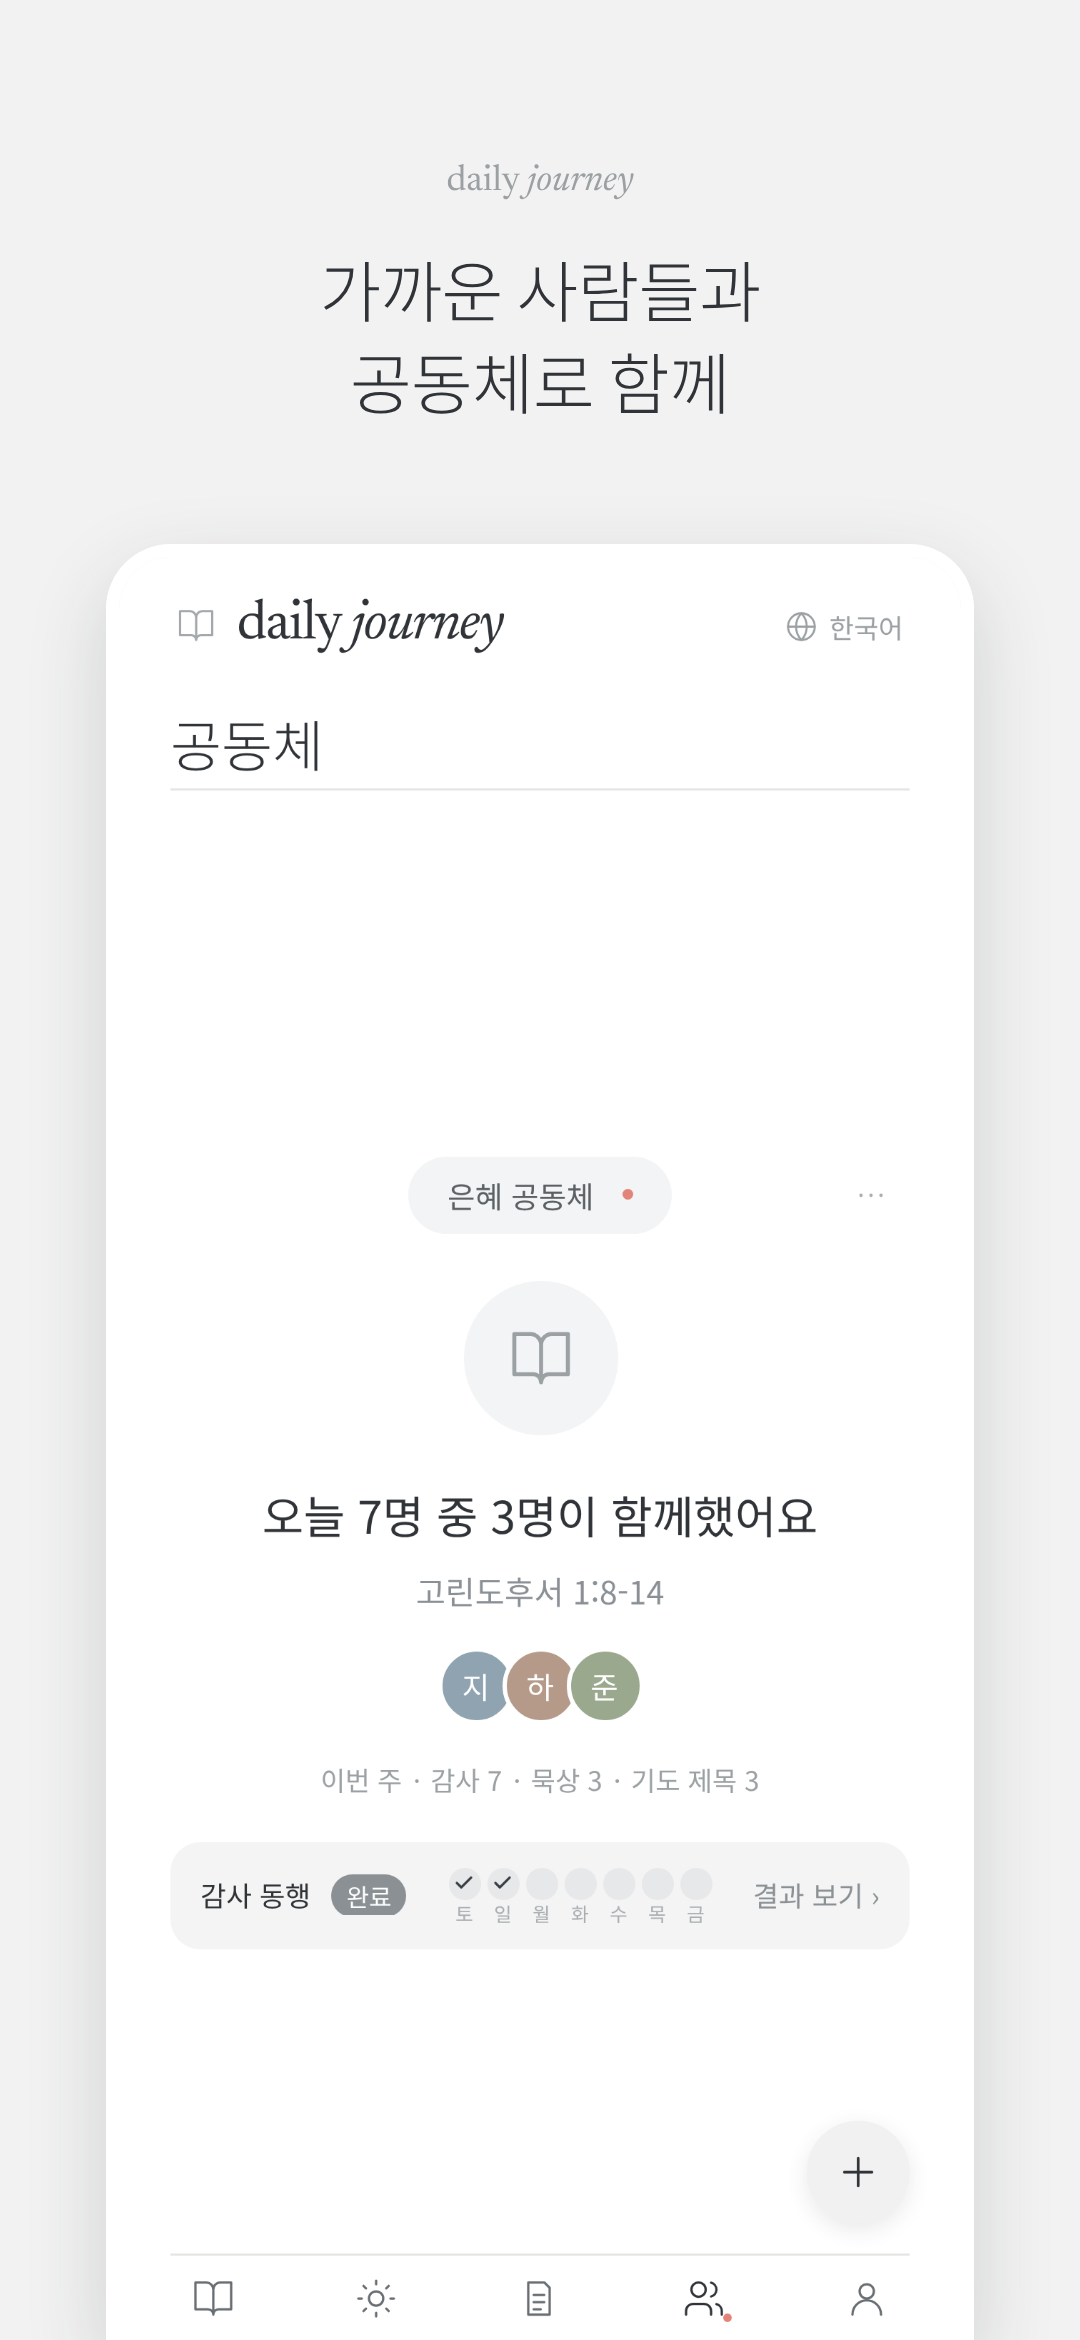 daily journey
가까운 사람들과
공동체로 함께
daily journey
한국어
공동체
은혜 공동체
...
오늘 7명 중 3명이 함께했어요
고린도후서 1:8-14
지 하 준
이번 주 · 감사 7 · 묵상 3 · 기도 제목 3
감사 동행 완료
토 일 월 화 수 목 금
결과 보기 ›